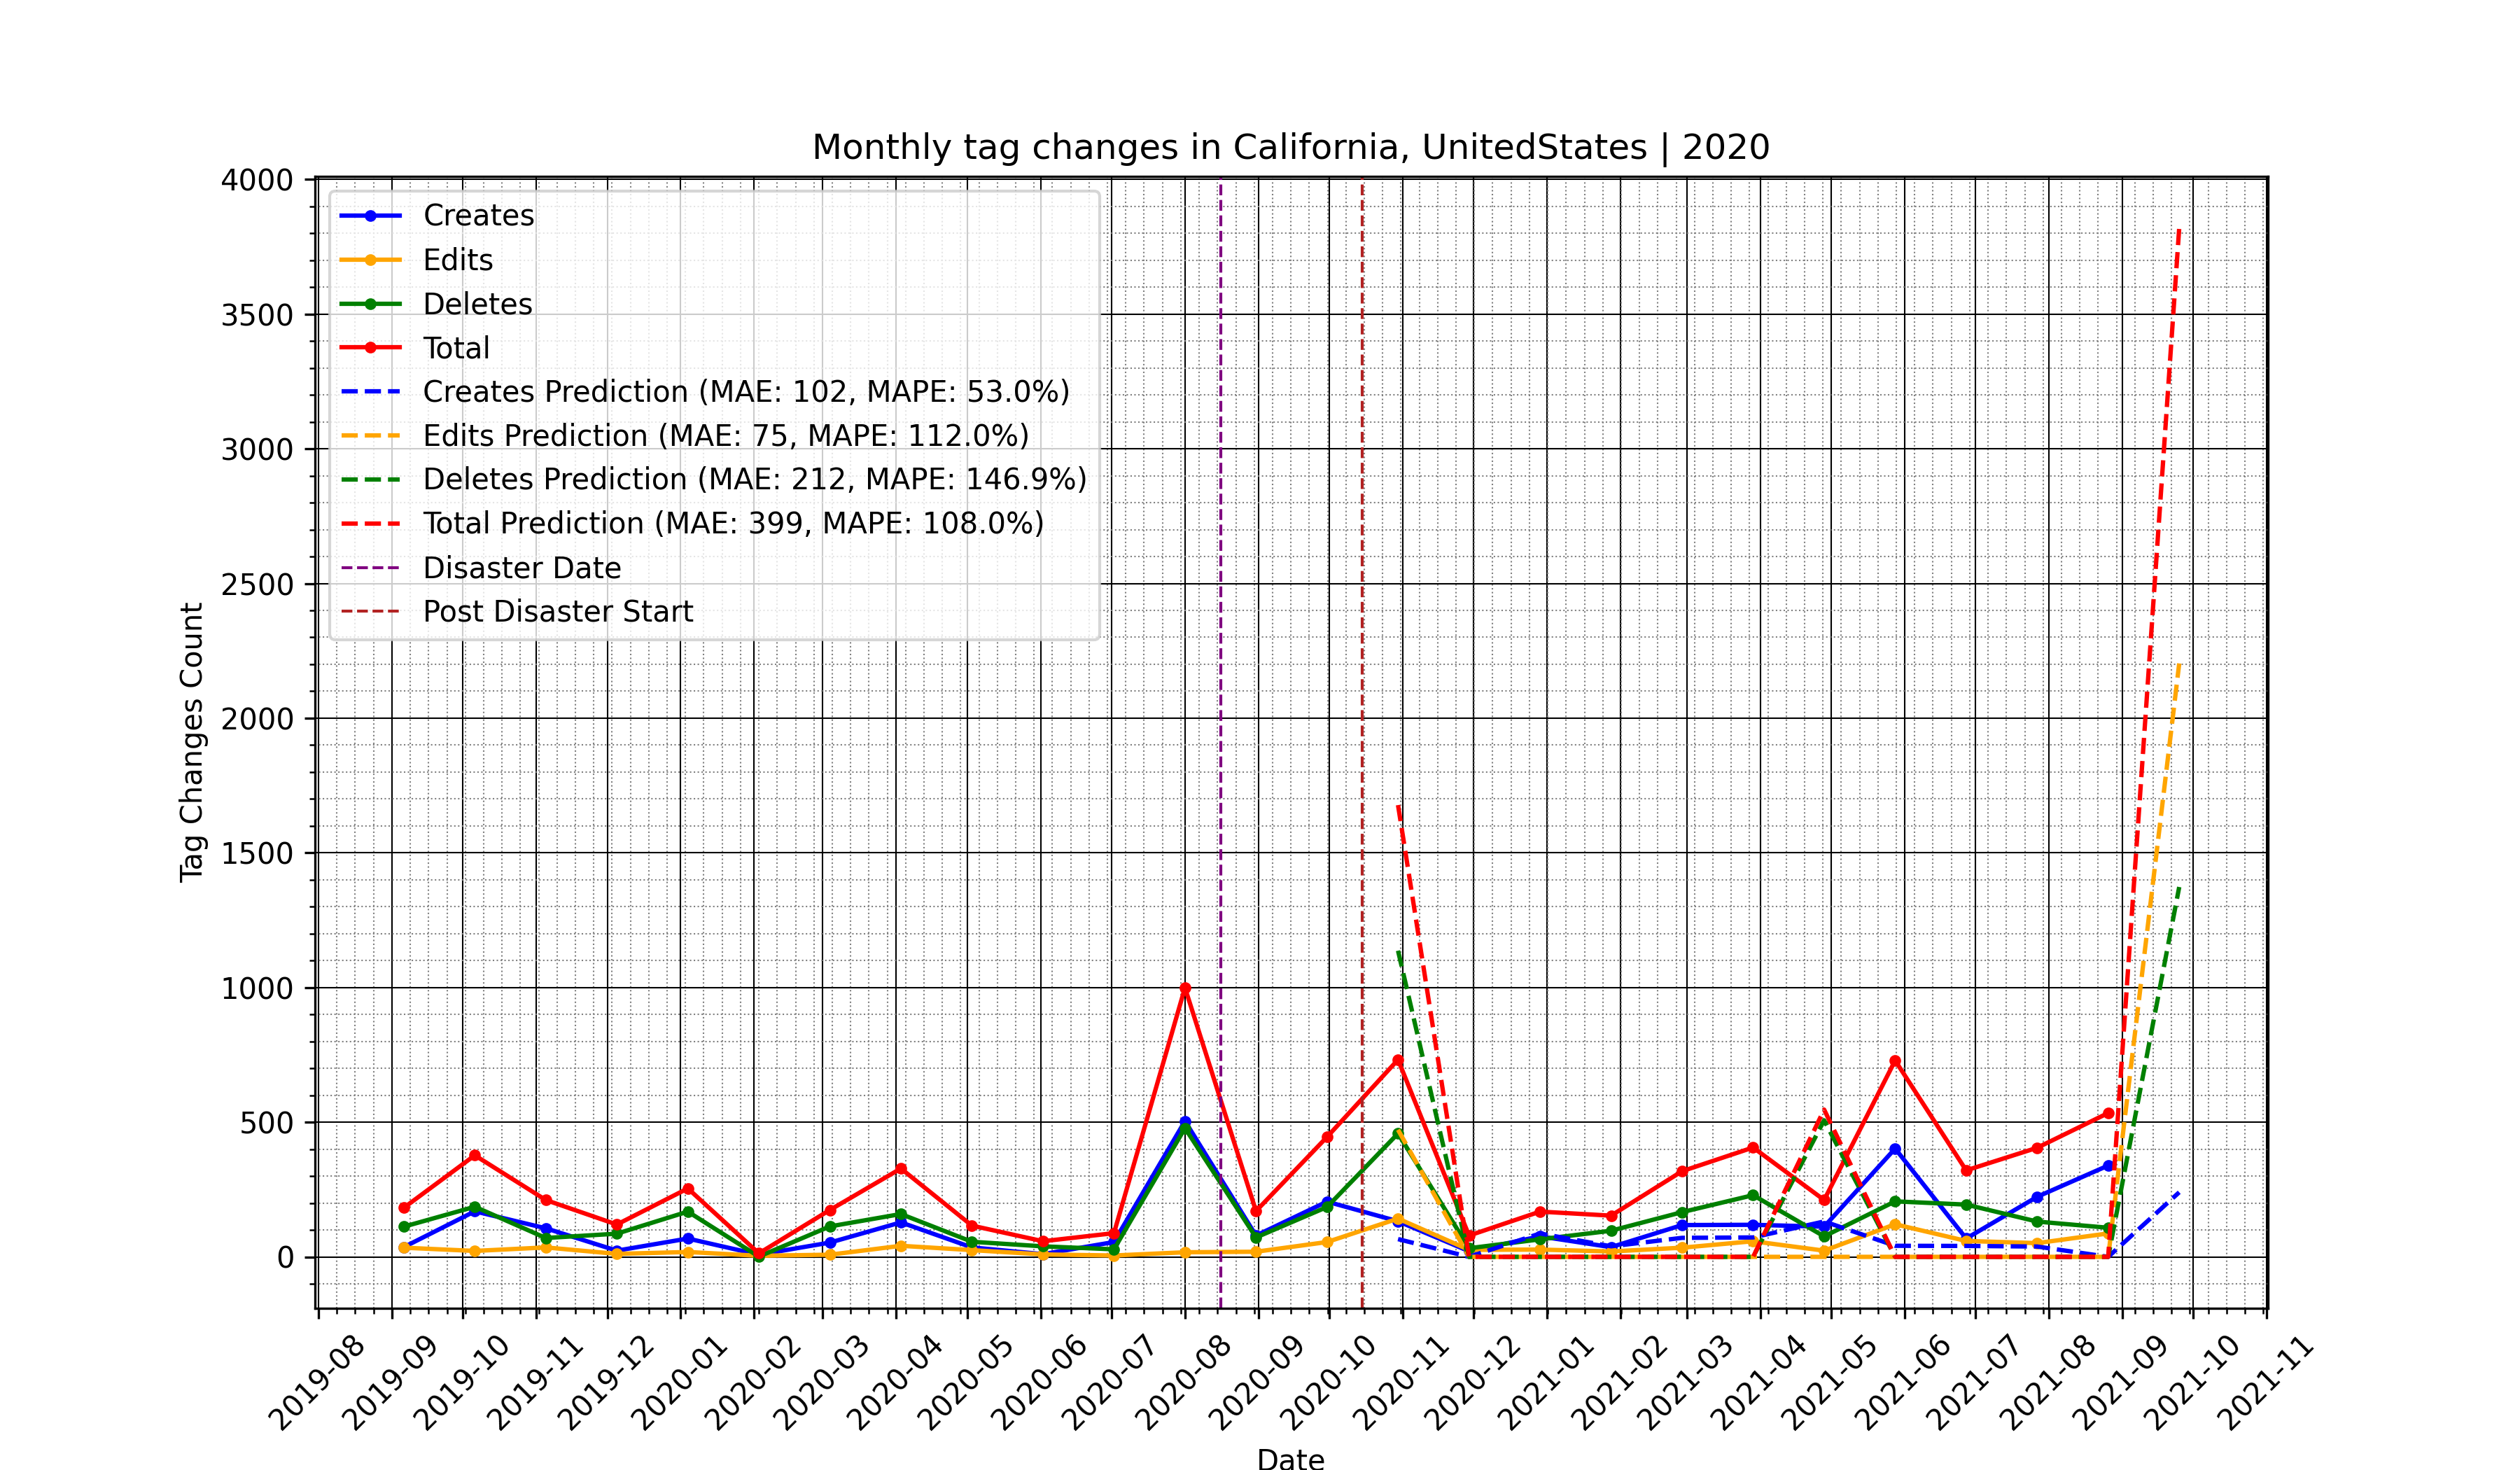 Monthly tag changes in California, UnitedStates | 2020
Tag Changes Count
4000
3500
3000
2500
2000
1500
1000
500
0
Creates
Edits
Deletes
Total
Creates Prediction (MAE: 102, MAPE: 53.0%)
Edits Prediction (MAE: 75, MAPE: 112.0%)
Deletes Prediction (MAE: 212, MAPE: 146.9%)
Total Prediction (MAE: 399, MAPE: 108.0%)
Disaster Date
Post Disaster Start
2019-08
2019-09
2019-10
2019-11
2019-12
2020-01
2020-02
2020-03
2020-04
2020-05
2020-06
2020-07
2020-08
2020-09
2020-10
2020-11
2020-12
2021-01
2021-02
2021-03
2021-04
2021-05
2021-06
2021-07
2021-08
2021-09
2021-10
2021-11
Date